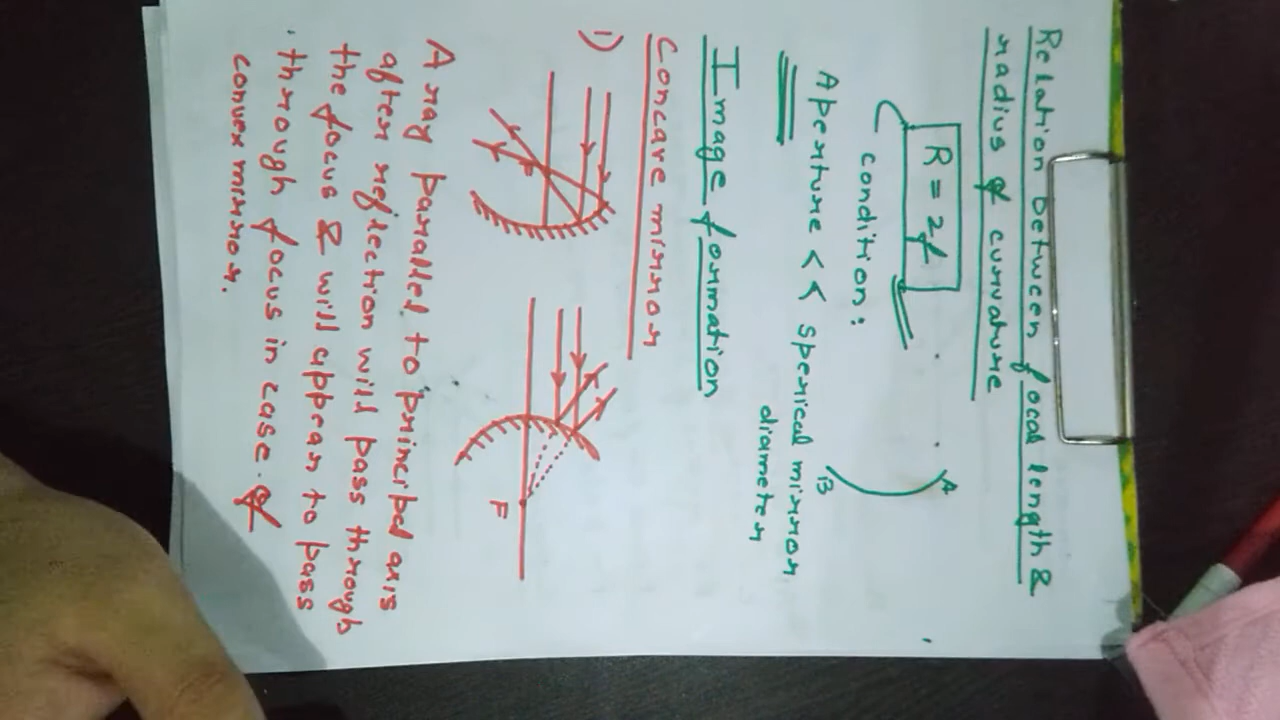 Relation between focal length &
radius of curvature
R = 2f
condition:
A
B
Aperture << sperical mirror
diameter
Image formation
Concave mirror
1)
F
F
A ray parallel to principal axis
after reflection will pass through
the focus & will appear to pass
through focus in case of
convex mirror.